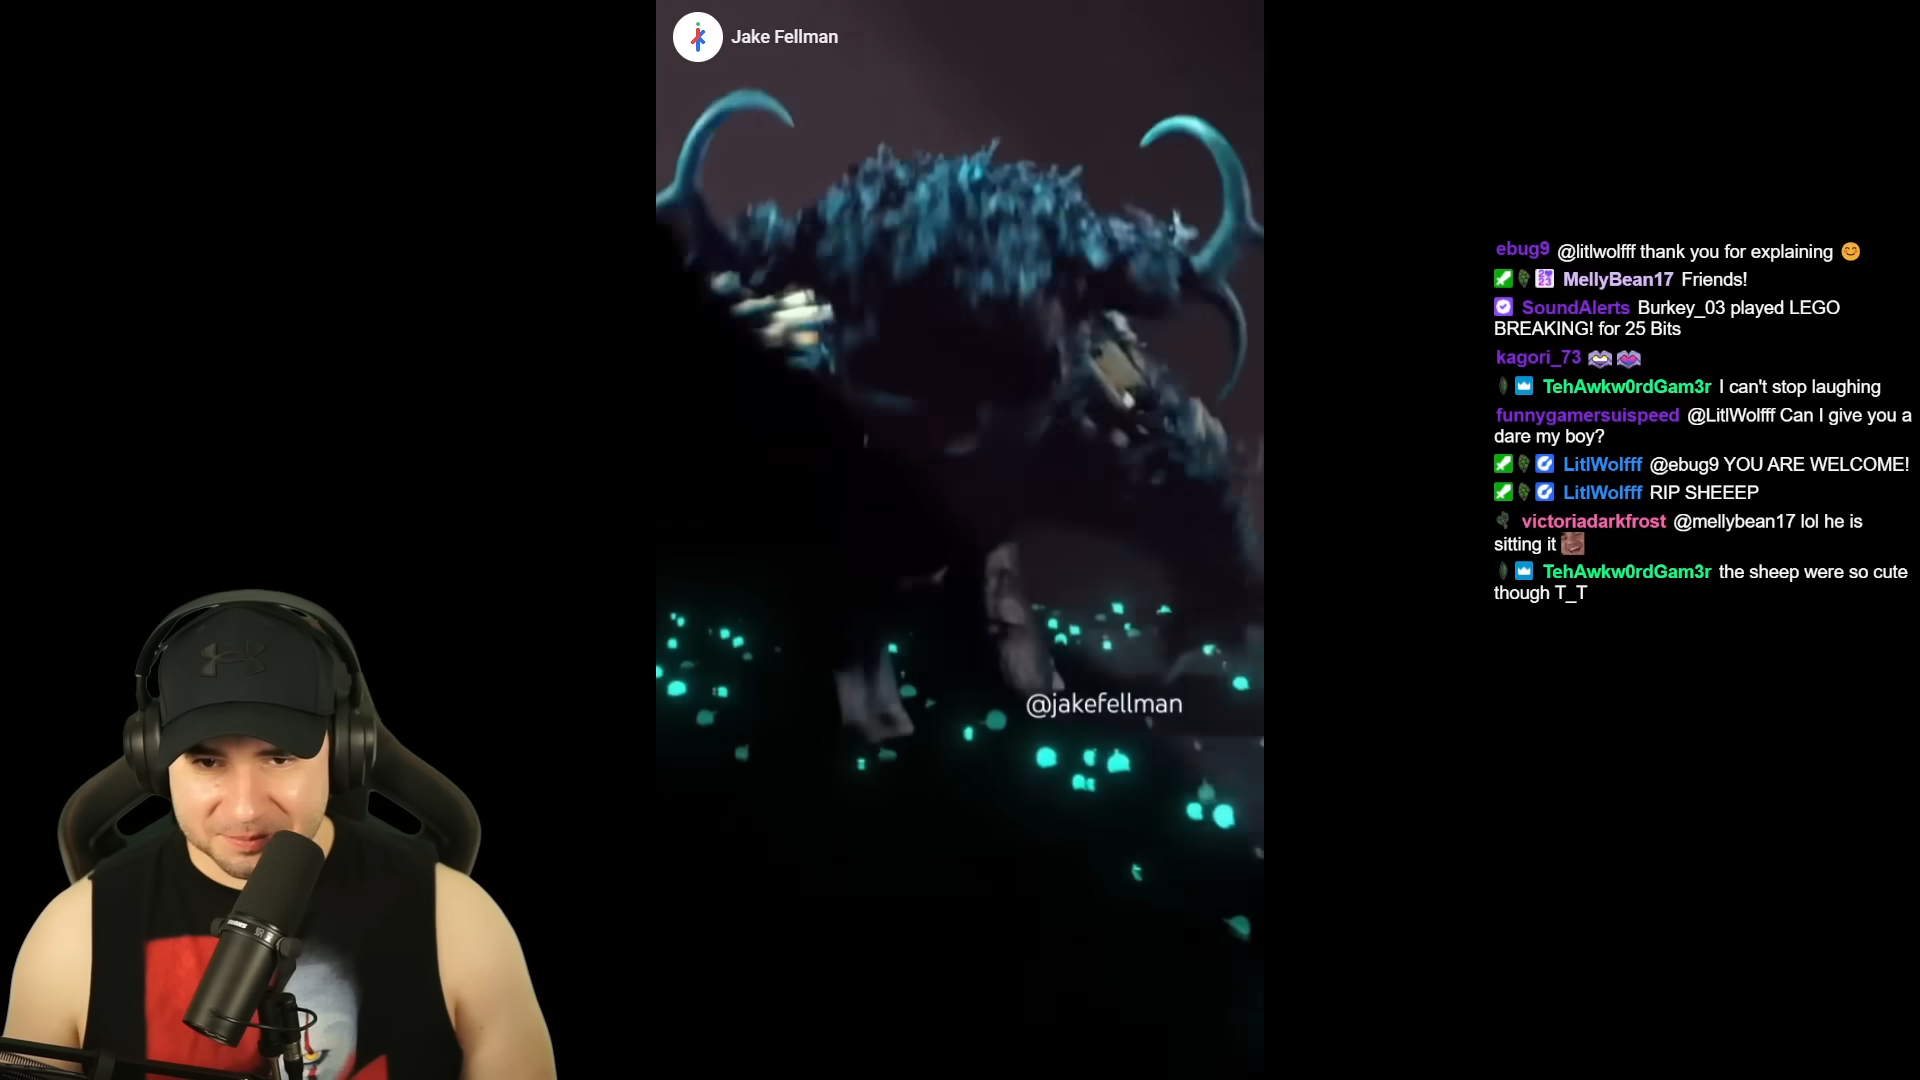 Jake Fellman
@jakefellman
ebug9 @litlwolfff thank you for explaining 😊
MellyBean17 Friends!
SoundAlerts Burkey_03 played LEGO
BREAKING! for 25 Bits
kagori_73
TehAwkw0rdGam3r I can't stop laughing
funnygamersuispeed @LitlWolfff Can I give you a
dare my boy?
LitlWolfff @ebug9 YOU ARE WELCOME!
LitlWolfff RIP SHEEEP
victoriadarkfrost @mellybean17 lol he is
sitting it
TehAwkw0rdGam3r the sheep were so cute
though T_T